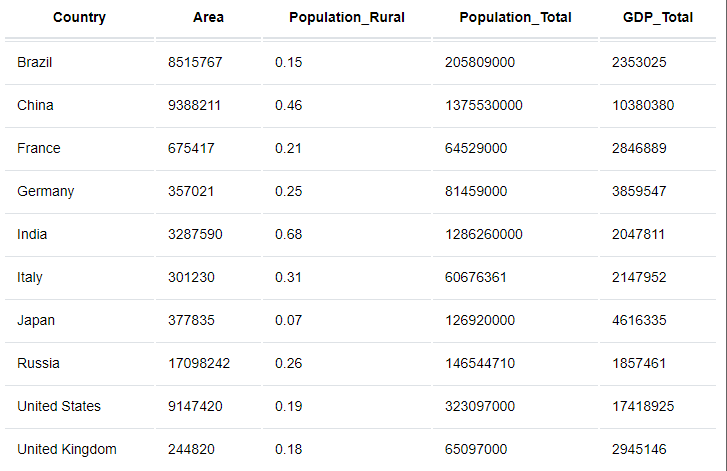 Country Area Population_Rural Population_Total GDP_Total
Brazil 8515767 0.15 205809000 2353025
China 9388211 0.46 1375530000 10380380
France 675417 0.21 64529000 2846889
Germany 357021 0.25 81459000 3859547
India 3287590 0.68 1286260000 2047811
Italy 301230 0.31 60676361 2147952
Japan 377835 0.07 126920000 4616335
Russia 17098242 0.26 146544710 1857461
United States 9147420 0.19 323097000 17418925
United Kingdom 244820 0.18 65097000 2945146